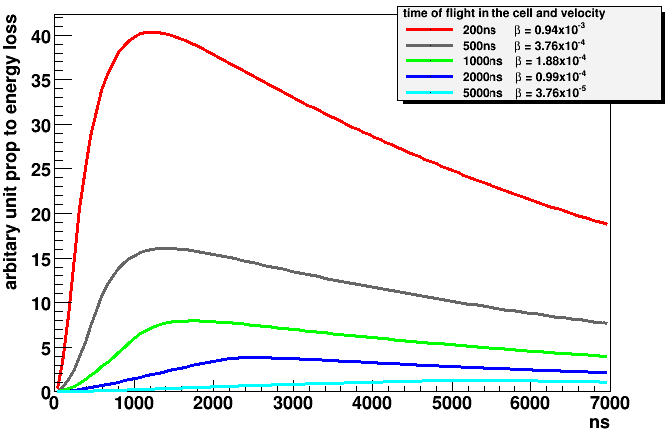 time of flight in the cell and velocity
200ns β = 0.94x10⁻³
500ns β = 3.76x10⁻⁴
1000ns β = 1.88x10⁻⁴
2000ns β = 0.99x10⁻⁴
5000ns β = 3.76x10⁻⁵
arbitary unit prop to energy loss
40
35
30
25
20
15
10
5
0
0 1000 2000 3000 4000 5000 6000 7000
ns